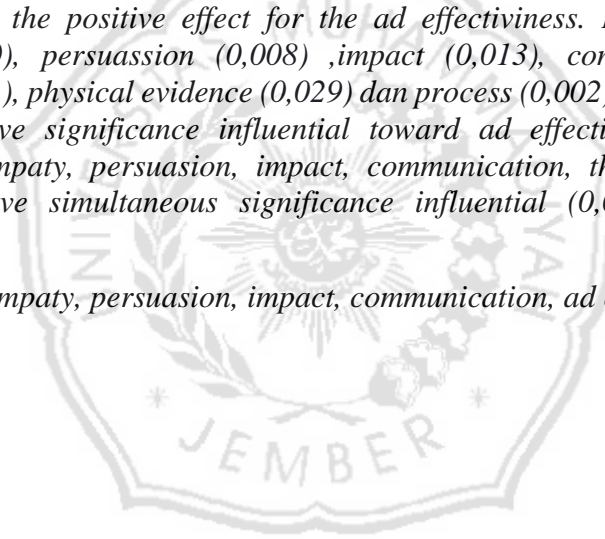 the positive effect for the ad effectiviness.
), persuassion (0,008) ,impact (0,013), con
), physical evidence (0,029) dan process (0,002)
ve significance influential toward ad effecti
mpaty, persuasion, impact, communication, th
ve simultaneous significance influential (0,
mpaty, persuasion, impact, communication, ad
JEMBER